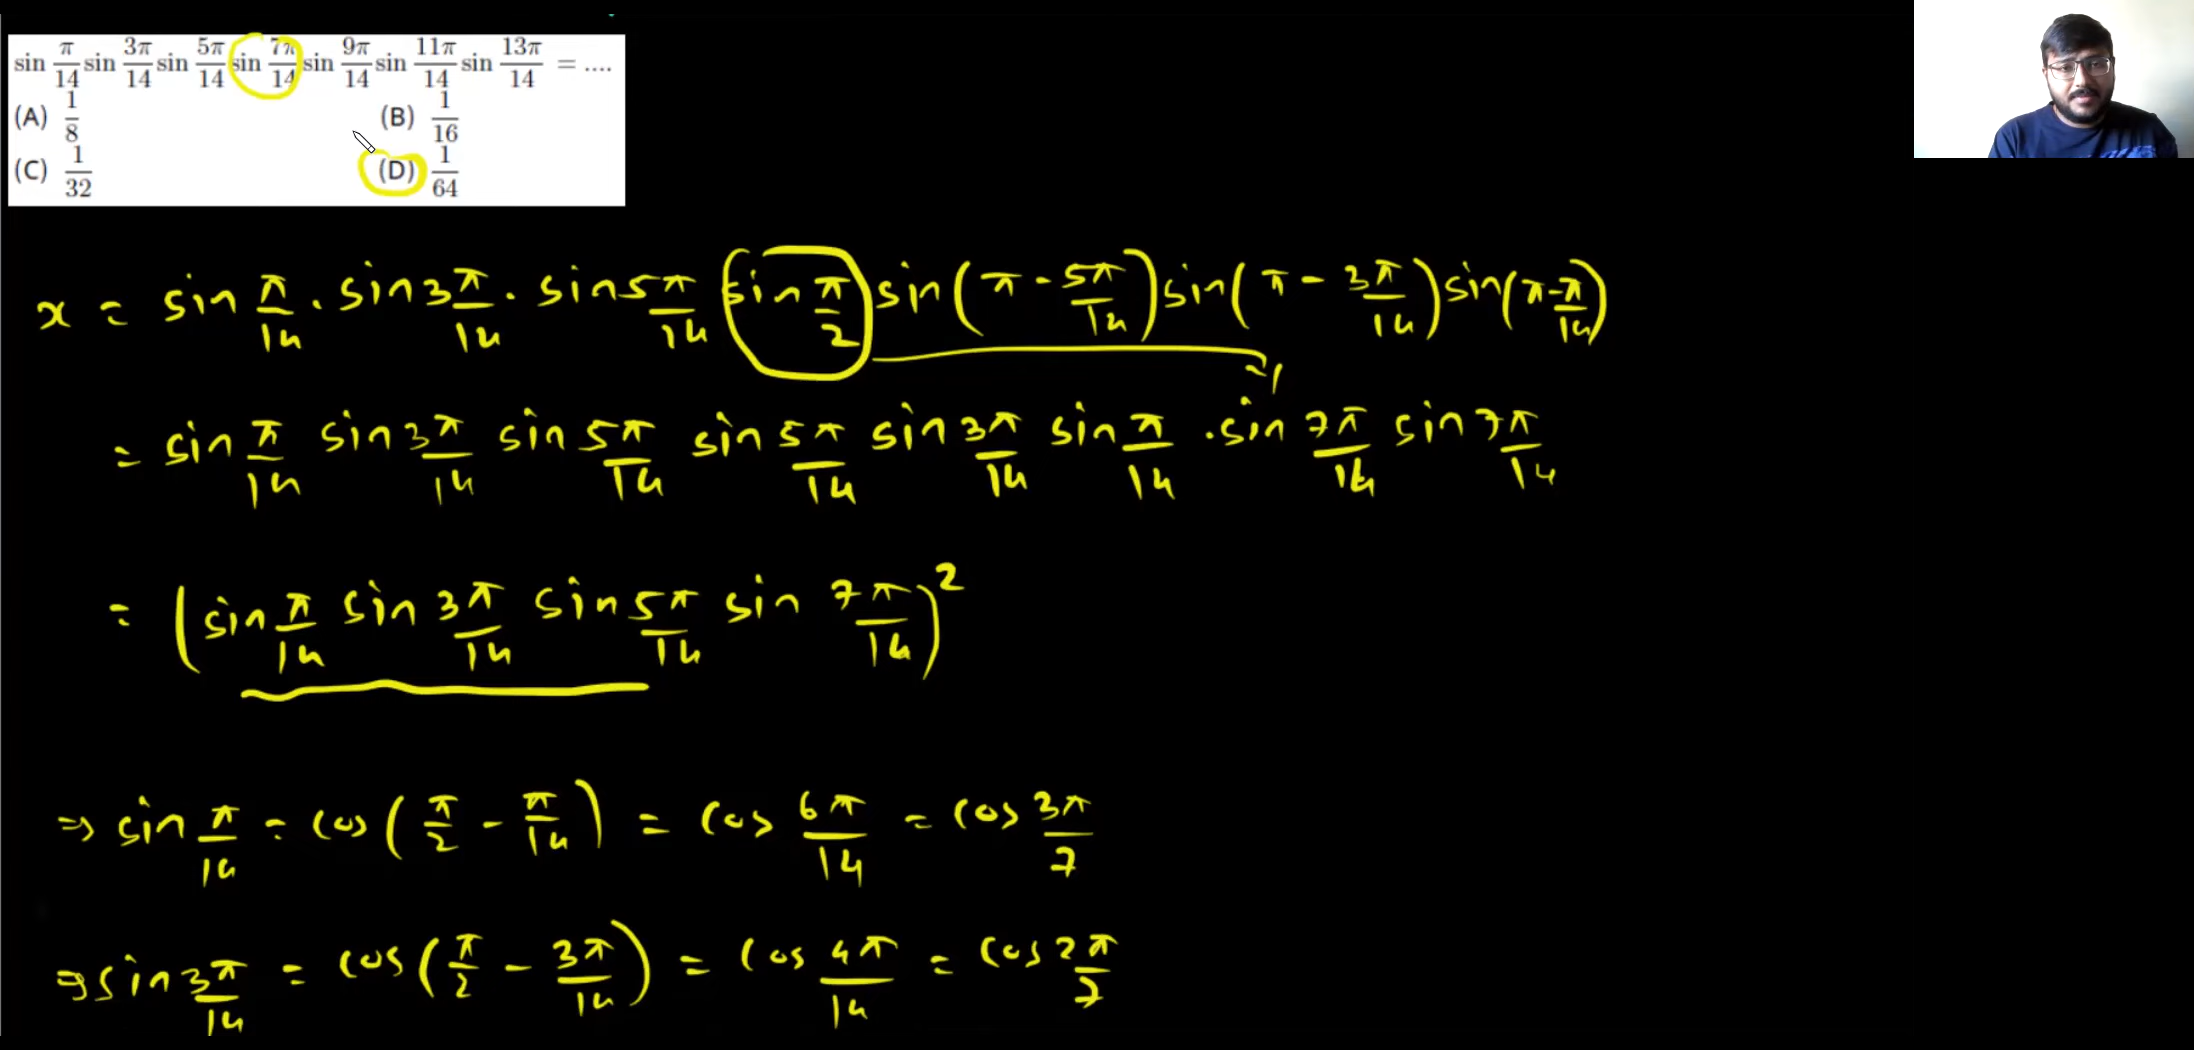 sin π/14 sin 3π/14 sin 5π/14 sin 7π/14 sin 9π/14 sin 11π/14 sin 13π/14 = ....
(A) 1/8 (B) 1/16
(C) 1/32 (D) 1/64
x = sin π/14 . sin 3π/14 . sin 5π/14 sin π/2 sin(π - 5π/14) sin(π - 3π/14) sin(π - π/14)
=1
= sin π/14 sin 3π/14 sin 5π/14 sin 5π/14 sin 3π/14 sin π/14 . sin 7π/14 sin 7π/14
= (sin π/14 sin 3π/14 sin 5π/14 sin 7π/14)²
⇒ sin π/14 = cos(π/2 - π/14) = cos 6π/14 = cos 3π/7
⇒ sin 3π/14 = cos(π/2 - 3π/14) = cos 4π/14 = cos 2π/7